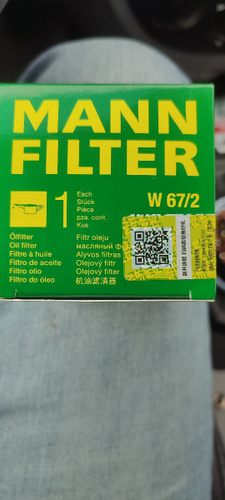 MANN
FILTER
1
Each
Stück
Pièce
pza. cont.
Kus
W 67/2
Ölfilter
Oil filter
Filtre à huile
Filtro de aceite
Filtro olio
Filtro do óleo
Filtr oleju
масляный
Alyvos filtras
Olejový filtr
Olejový filter
机油滤清器